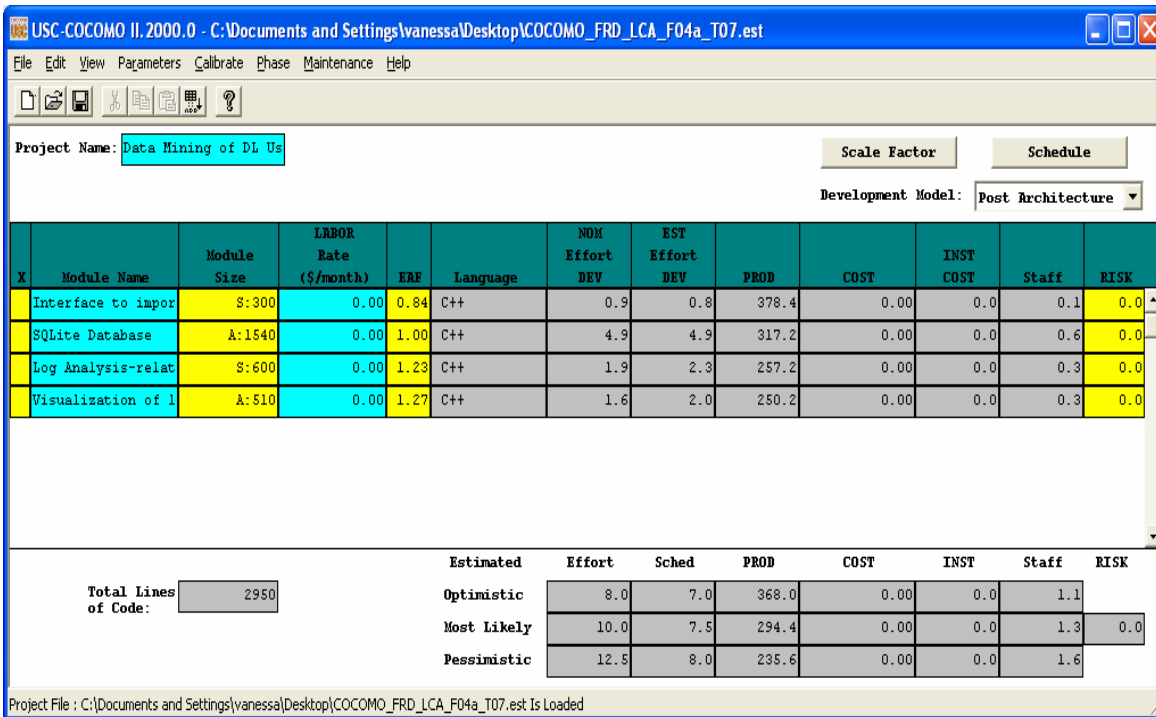 USC-COCOMO II.2000.0 - C:\Documents and Settings\vanessa\Desktop\COCOMO_FRD_LCA_F04a_T07.est
File Edit View Parameters Calibrate Phase Maintenance Help
Project Name: Data Mining of DL Us
Scale Factor Schedule
Development Model: Post Architecture
X Module Name Module Size LABOR Rate ($/month) EAF Language NOM Effort DEV EST Effort DEV PROD COST INST COST Staff RISK
Interface to impor S:300 0.00 0.84 C++ 0.9 0.8 378.4 0.00 0.0 0.1 0.0
SQLite Database A:1540 0.00 1.00 C++ 4.9 4.9 317.2 0.00 0.0 0.6 0.0
Log Analysis-relat S:600 0.00 1.23 C++ 1.9 2.3 257.2 0.00 0.0 0.3 0.0
Visualization of l A:510 0.00 1.27 C++ 1.6 2.0 250.2 0.00 0.0 0.3 0.0
Estimated Effort Sched PROD COST INST Staff RISK
Total Lines of Code: 2950
Optimistic 8.0 7.0 368.0 0.00 0.0 1.1
Most Likely 10.0 7.5 294.4 0.00 0.0 1.3 0.0
Pessimistic 12.5 8.0 235.6 0.00 0.0 1.6
Project File : C:\Documents and Settings\vanessa\Desktop\COCOMO_FRD_LCA_F04a_T07.est Is Loaded